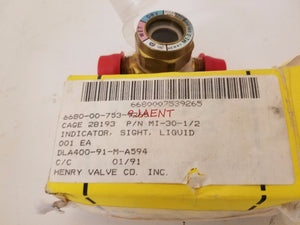 HENRY
6680007539265
6680-00-753-
CAGE 28193 P/N MI-30-1/2
INDICATOR, SIGHT, LIQUID
001 EA
DLA400-91-M-A594
C/C 01/91
HENRY VALVE CO. INC.